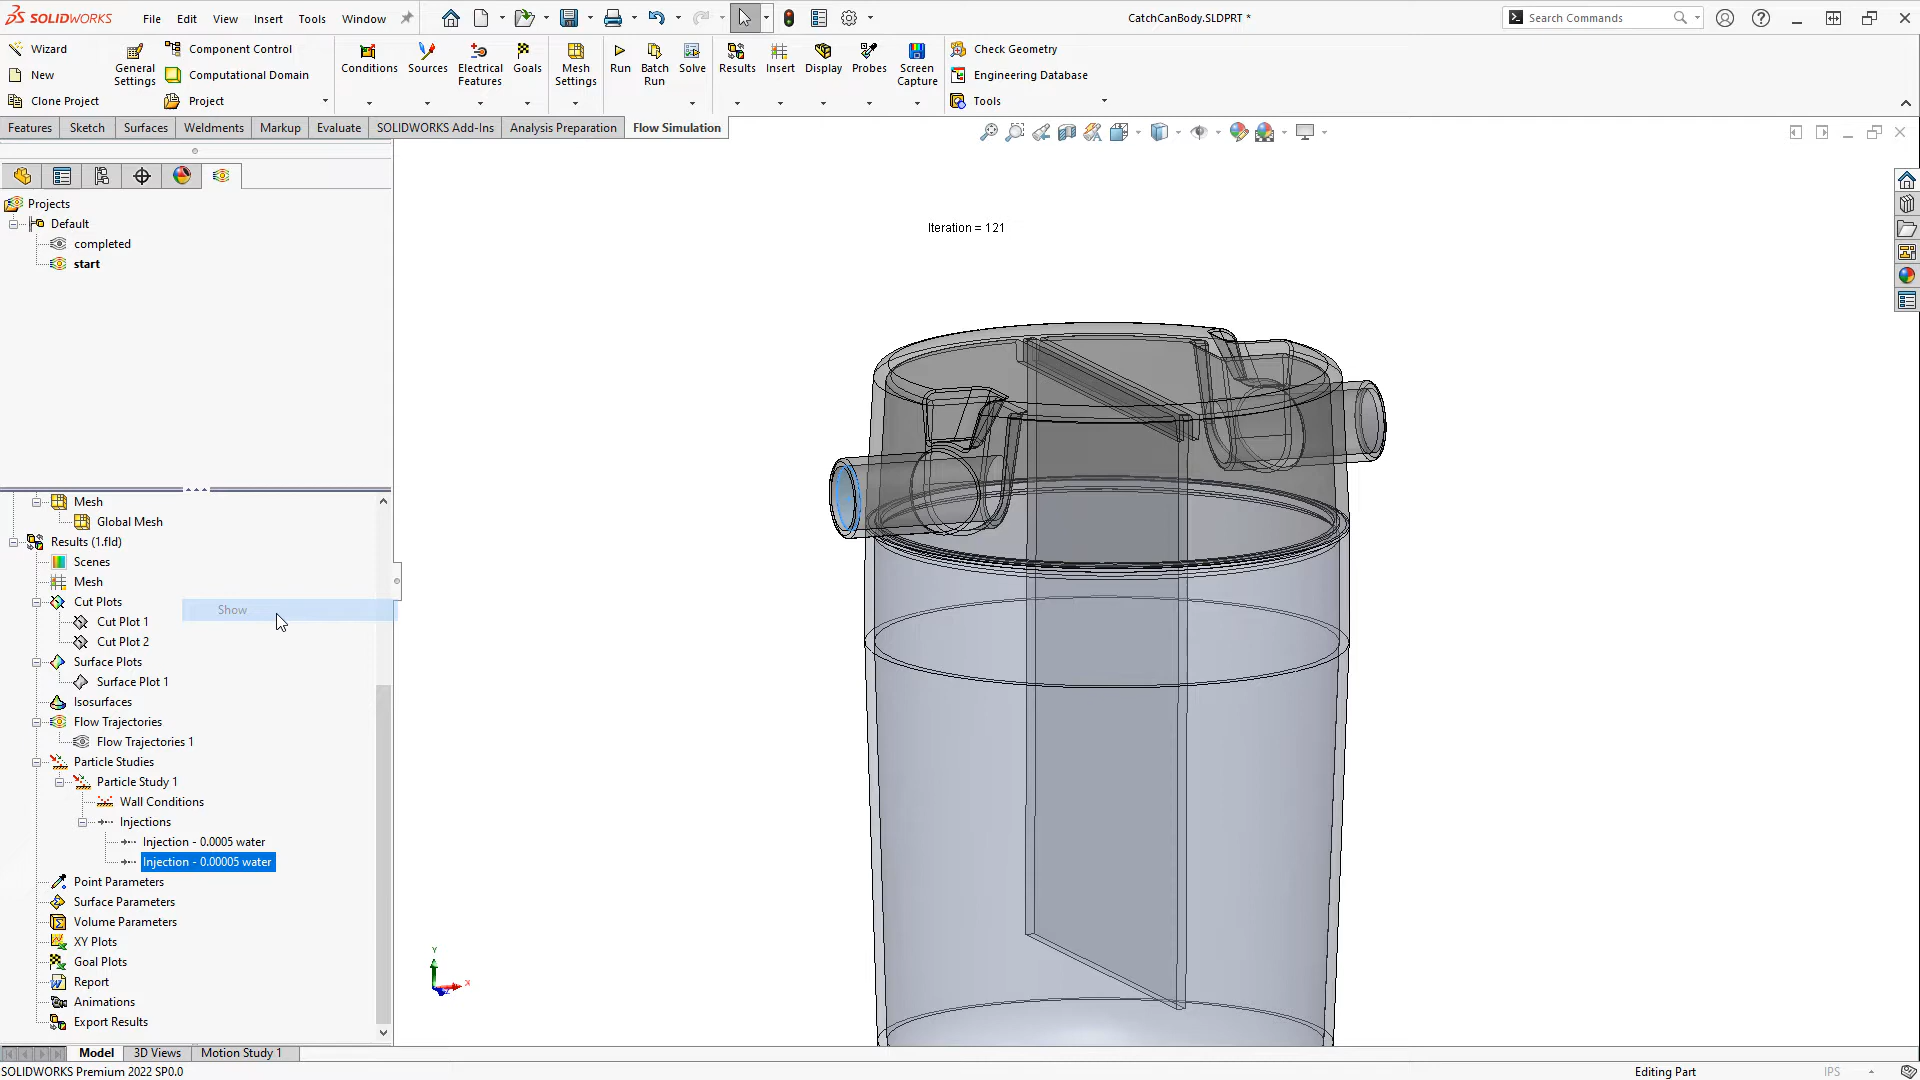 SOLIDWORKS File Edit View Insert Tools Window CatchCanBody.SLDPRT * Search Commands
Wizard
New
Clone Project
General Settings
Component Control
Computational Domain
Project
Conditions
Sources
Electrical Features
Goals
Mesh Settings
Run
Batch Run
Solve
Results
Insert
Display
Probes
Screen Capture
Check Geometry
Engineering Database
Tools
Features Sketch Surfaces Weldments Markup Evaluate SOLIDWORKS Add-Ins Analysis Preparation Flow Simulation
Projects
Default
completed
start
Iteration = 121
Mesh
Global Mesh
Results (1.fld)
Scenes
Mesh
Cut Plots
Show
Cut Plot 1
Cut Plot 2
Surface Plots
Surface Plot 1
Isosurfaces
Flow Trajectories
Flow Trajectories 1
Particle Studies
Particle Study 1
Wall Conditions
Injections
Injection - 0.0005 water
Injection - 0.00005 water
Point Parameters
Surface Parameters
Volume Parameters
XY Plots
Goal Plots
Report
Animations
Export Results
Y
X
Model 3D Views Motion Study 1
SOLIDWORKS Premium 2022 SP0.0 Editing Part IPS